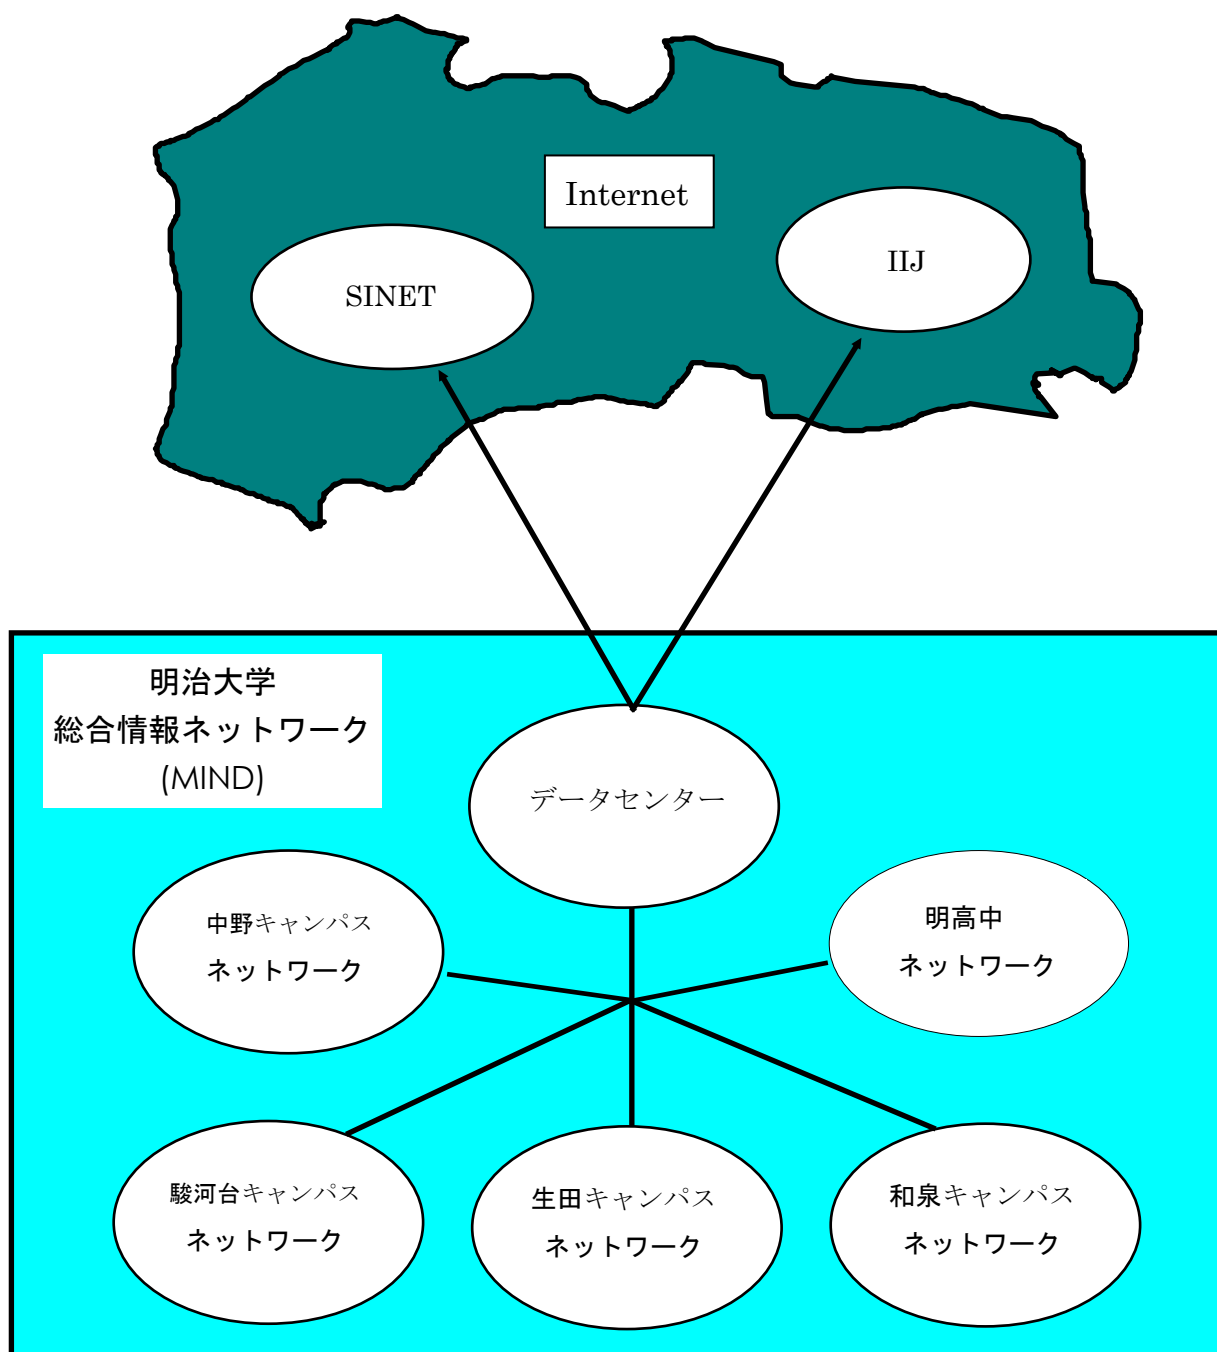 Internet
IIJ
SINET
明治大学
総合情報ネットワーク
(MIND)
データセンター
中野キャンパス
ネットワーク
明高中
ネットワーク
駿河台キャンパス
ネットワーク
生田キャンパス
ネットワーク
和泉キャンパス
ネットワーク